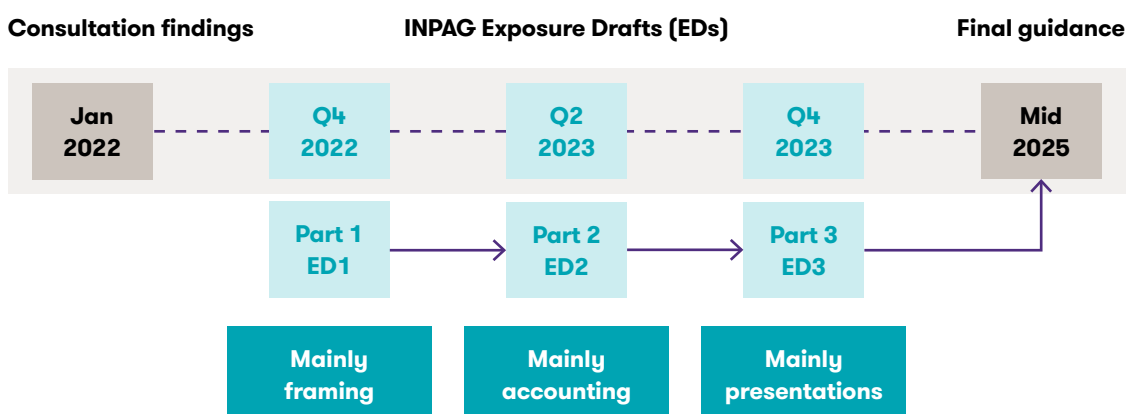 Consultation findings
INPAG Exposure Drafts (EDs)
Final guidance
Jan
2022
Q4
2022
Q2
2023
Q4
2023
Mid
2025
Part 1
ED1
Part 2
ED2
Part 3
ED3
Mainly
framing
Mainly
accounting
Mainly
presentations